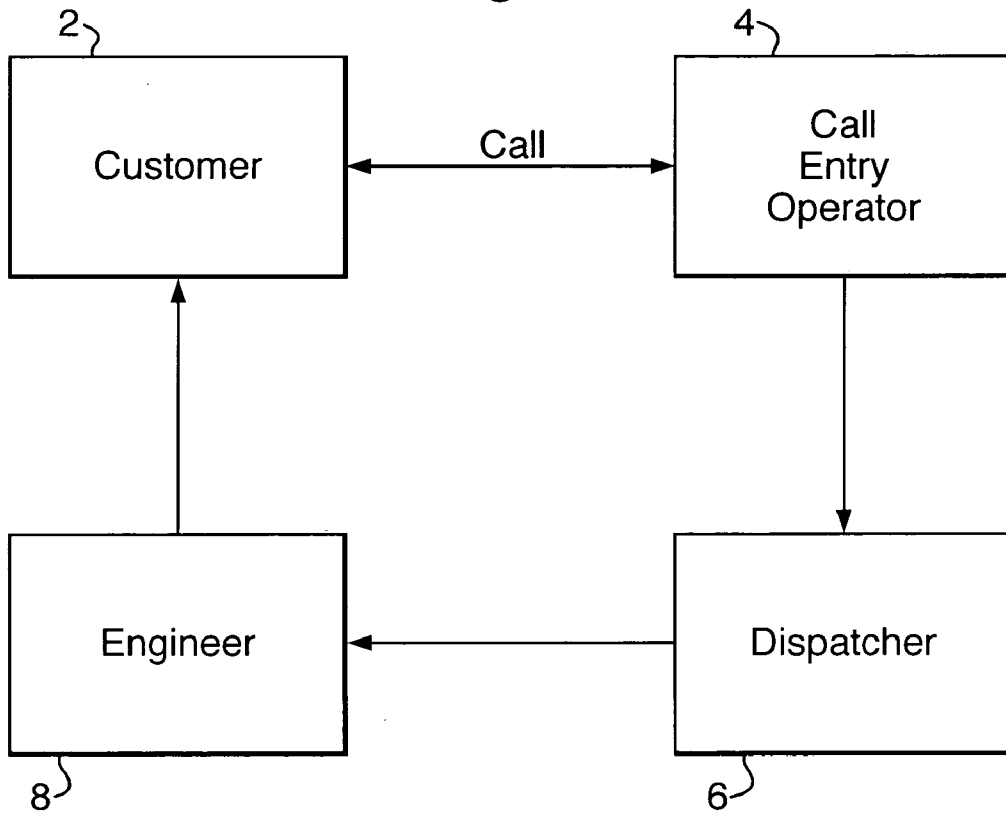 2
4
Customer
Call
Call
Entry
Operator
Engineer
Dispatcher
8
6